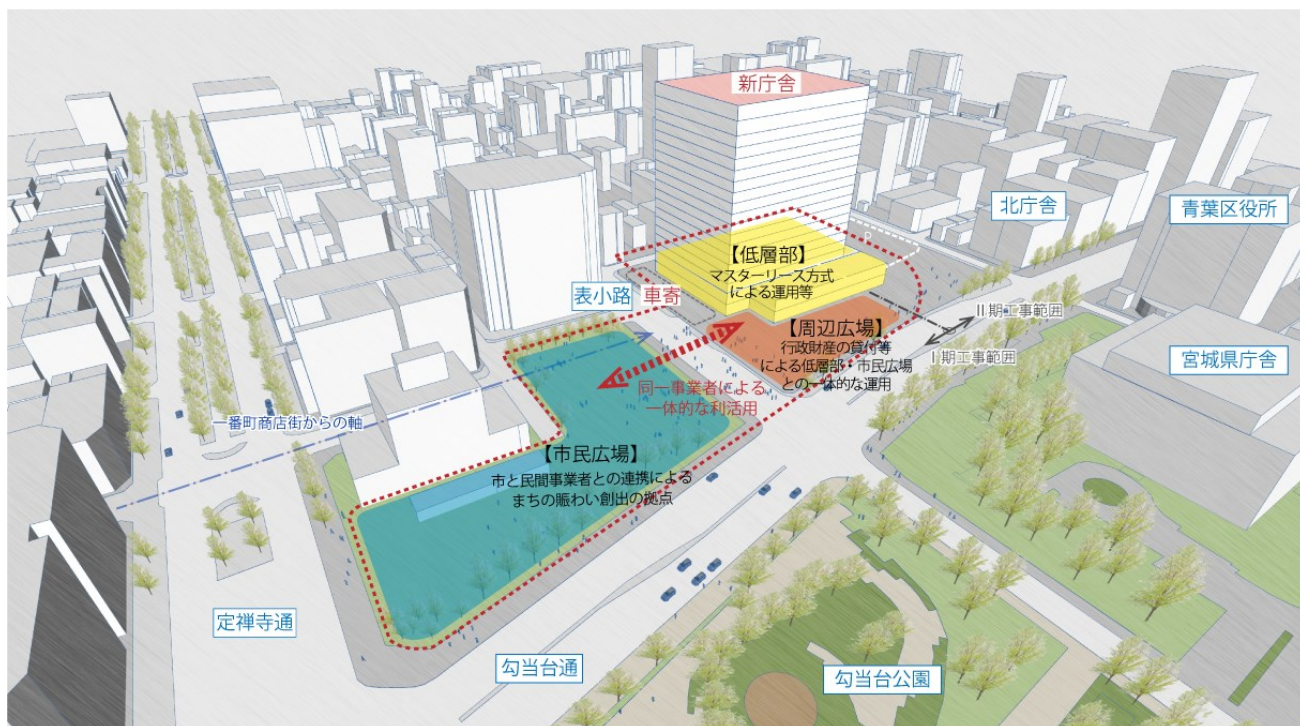 新庁舎
北庁舎
青葉区役所
【低層部】
マスターリース方式
による運用等
P
表小路
車寄
【周辺広場】
行政財産の貸付等
による低層部・市民広場
との一体的な運用
Ⅱ期工事範囲
Ⅰ期工事範囲
宮城県庁舎
同一事業者による
一体的な利活用
一番町商店街からの軸
【市民広場】
市と民間事業者との連携による
まちの賑わい創出の拠点
定禅寺通
勾当台通
勾当台公園